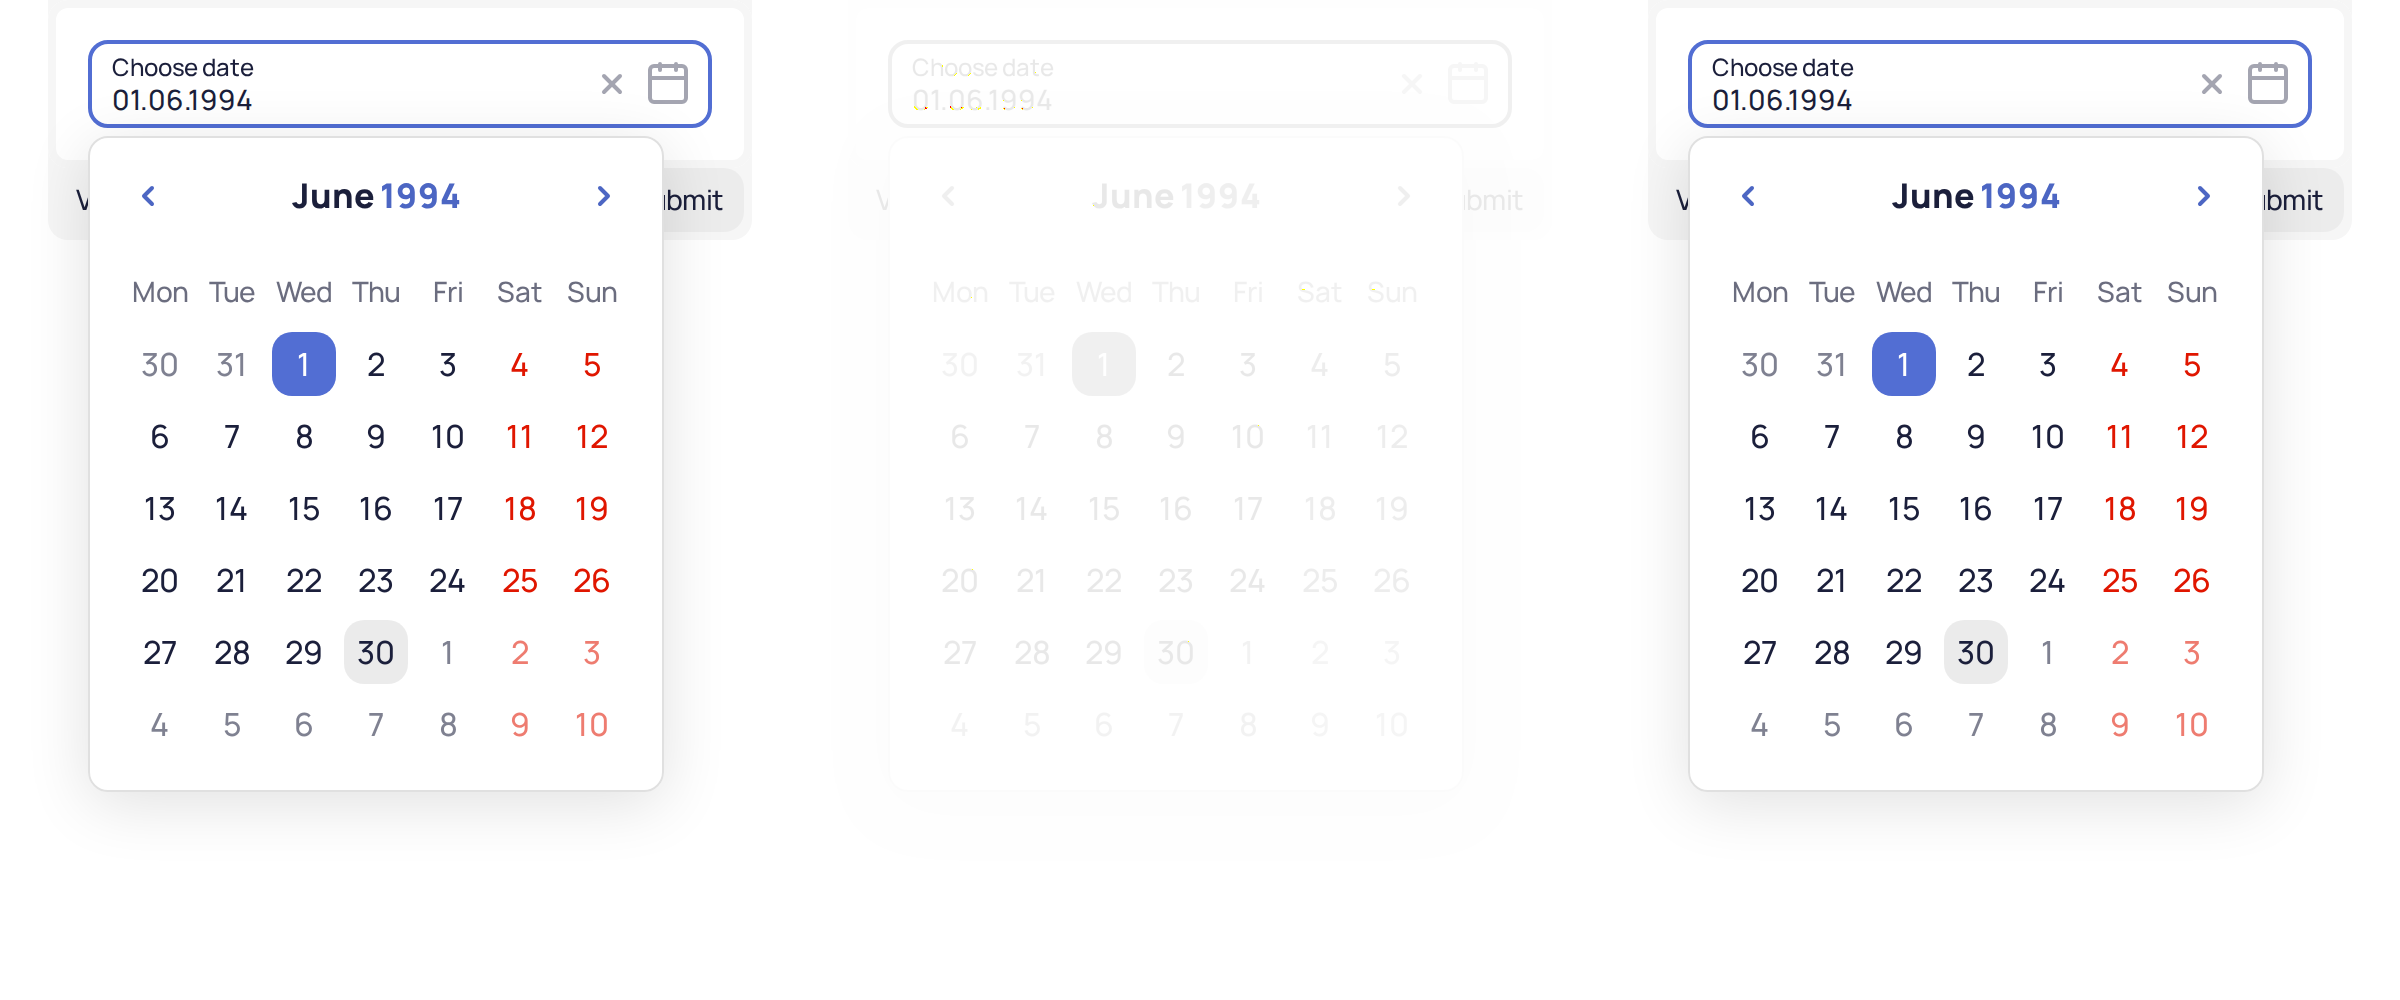 Choose date
01.06.1994
June 1994
V
bmit
Mon Tue Wed Thu Fri Sat Sun
30 31 1 2 3 4 5
6 7 8 9 10 11 12
13 14 15 16 17 18 19
20 21 22 23 24 25 26
27 28 29 30 1 2 3
4 5 6 7 8 9 10
Choose date
01.06.1994
June 1994
V
bmit
Mon Tue Wed Thu Fri Sat Sun
30 31 1 2 3 4 5
6 7 8 9 10 11 12
13 14 15 16 17 18 19
20 21 22 23 24 25 26
27 28 29 30 1 2 3
4 5 6 7 8 9 10
Choose date
01.06.1994
June 1994
V
bmit
Mon Tue Wed Thu Fri Sat Sun
30 31 1 2 3 4 5
6 7 8 9 10 11 12
13 14 15 16 17 18 19
20 21 22 23 24 25 26
27 28 29 30 1 2 3
4 5 6 7 8 9 10